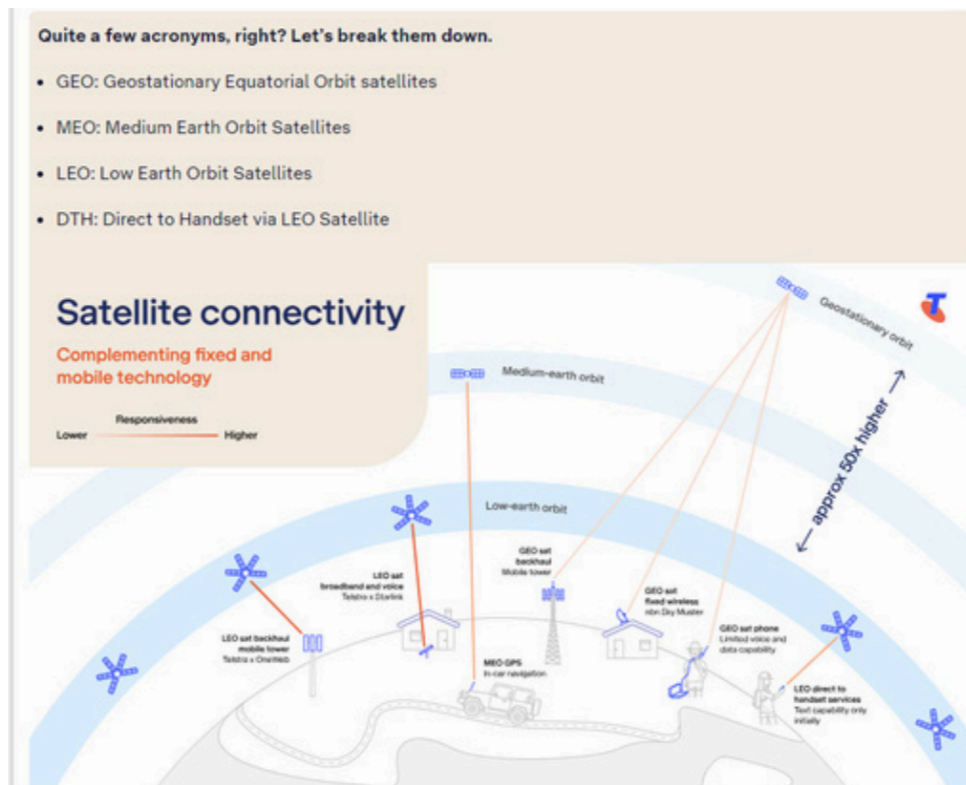 Quite a few acronyms, right? Let's break them down.
• GEO: Geostationary Equatorial Orbit satellites
• MEO: Medium Earth Orbit Satellites
• LEO: Low Earth Orbit Satellites
• DTH: Direct to Handset via LEO Satellite
Satellite connectivity
Complementing fixed and
mobile technology
Responsiveness
Lower
Higher
Geostationary orbit
Medium-earth orbit
approx 50x higher
Low-earth orbit
GEO sat
backhaul
Mobile tower
LEO sat
broadband and voice
Telstra x Starlink
GEO sat
fixed wireless
nbn Sky Muster
LEO sat backhaul
mobile tower
Telstra x OneWeb
GEO sat phone
Limited voice and
data capability
MEO GPS
In-car navigation
LEO direct to
handset services
Text capability only
initially